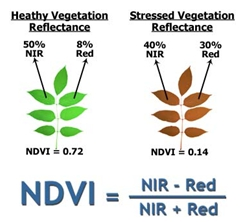 Heathy Vegetation
Reflectance
50%
NIR
8%
Red
NDVI = 0.72
Stressed Vegetation
Reflectance
40%
NIR
30%
Red
NDVI = 0.14
NDVI = NIR - Red
NIR + Red